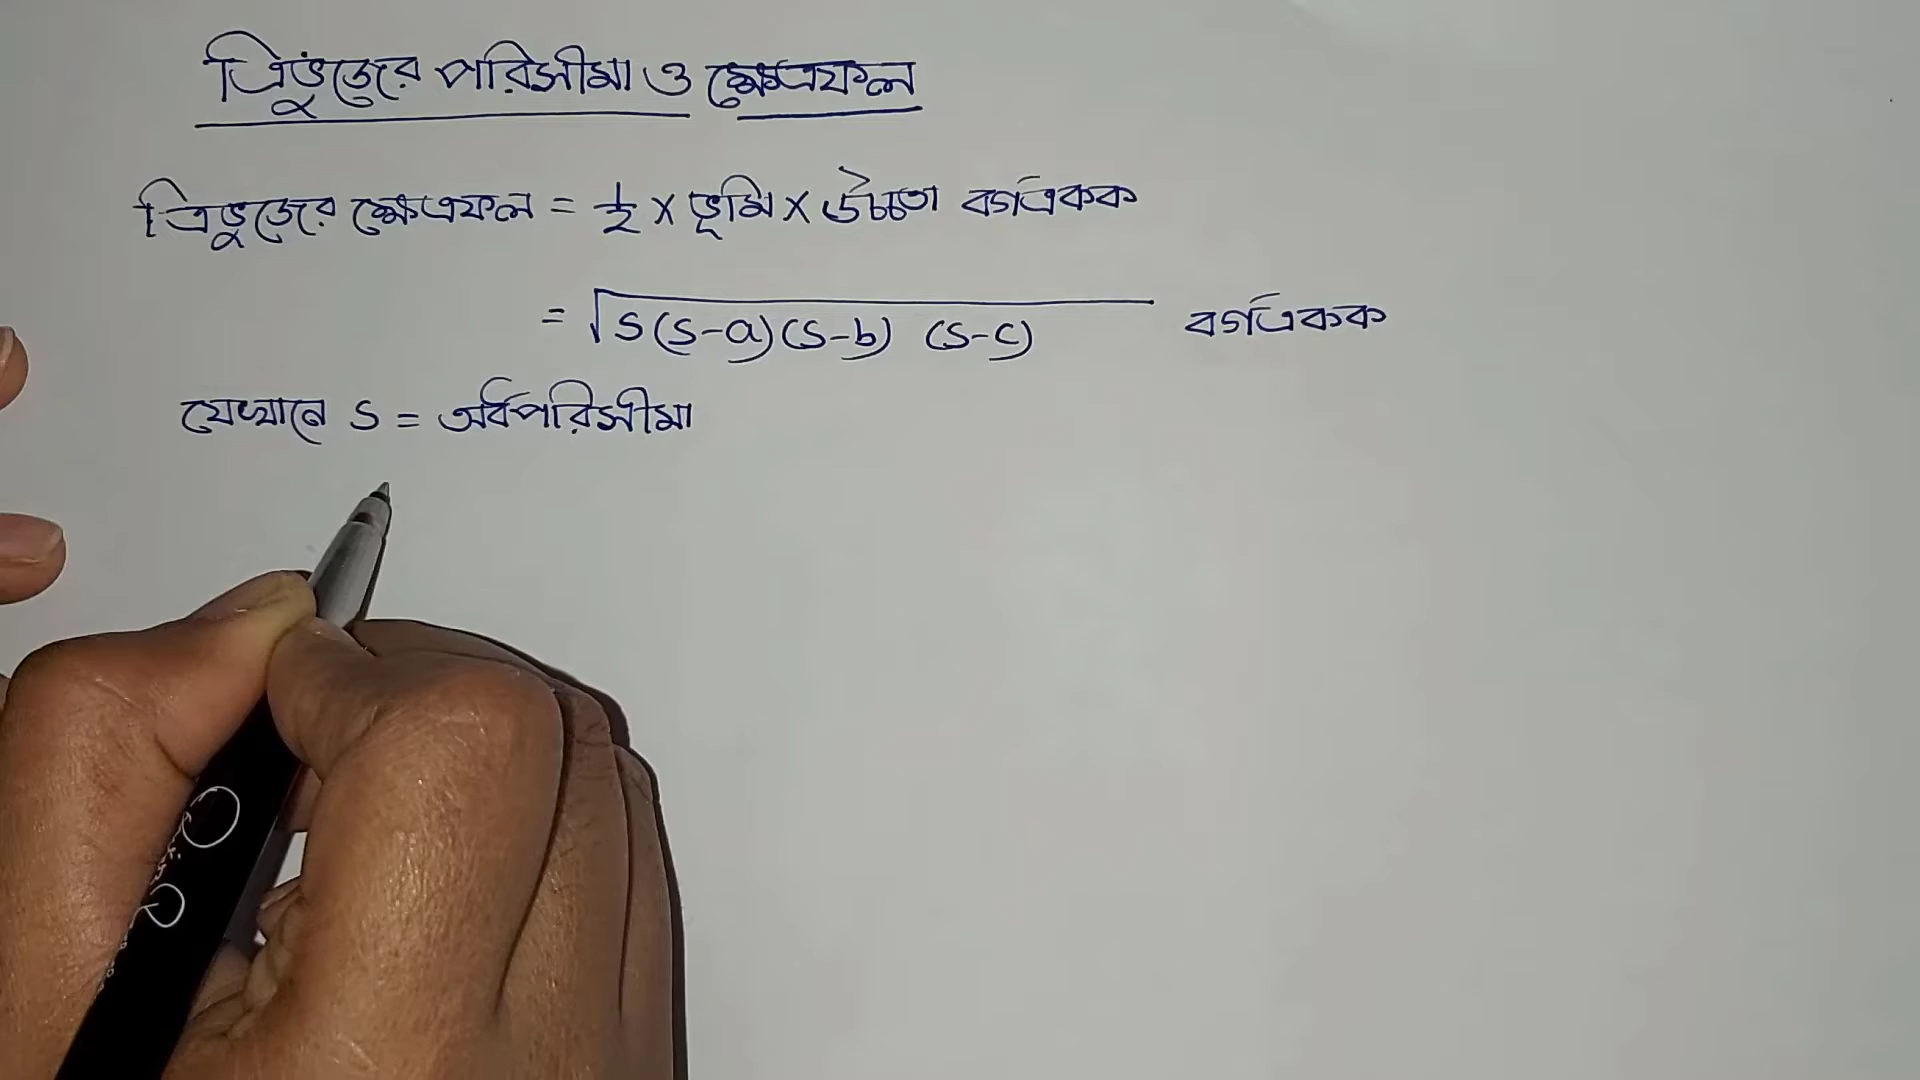 ত্রিভুজের পরিসীমা ও ক্ষেত্রফল
ত্রিভুজের ক্ষেত্রফল = 1/2 × ভূমি × উচ্চতা বর্গএকক
= √s(s-a)(s-b) (s-c) বর্গএকক
যেখানে s = অর্ধপরিসীমা